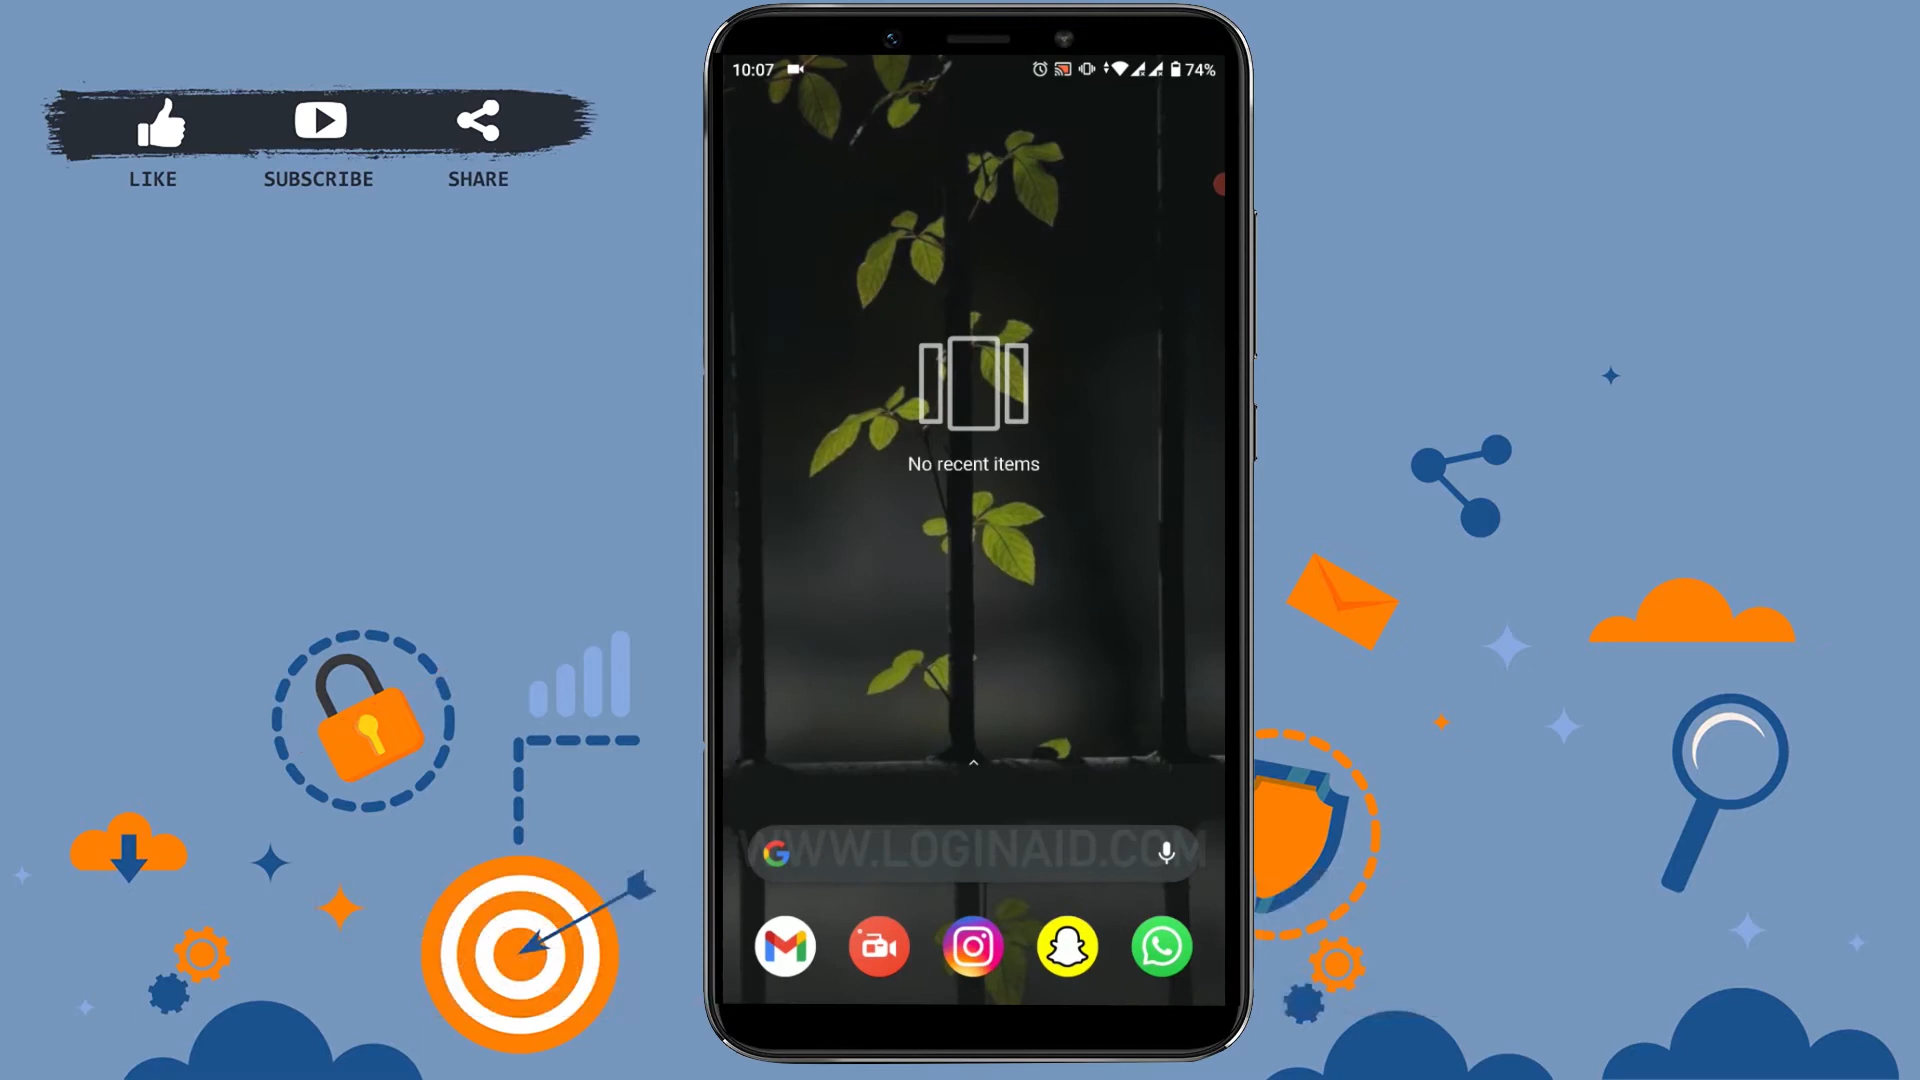 LIKE SUBSCRIBE SHARE
10:07 74%
No recent items
WWW.LOGINAID.COM